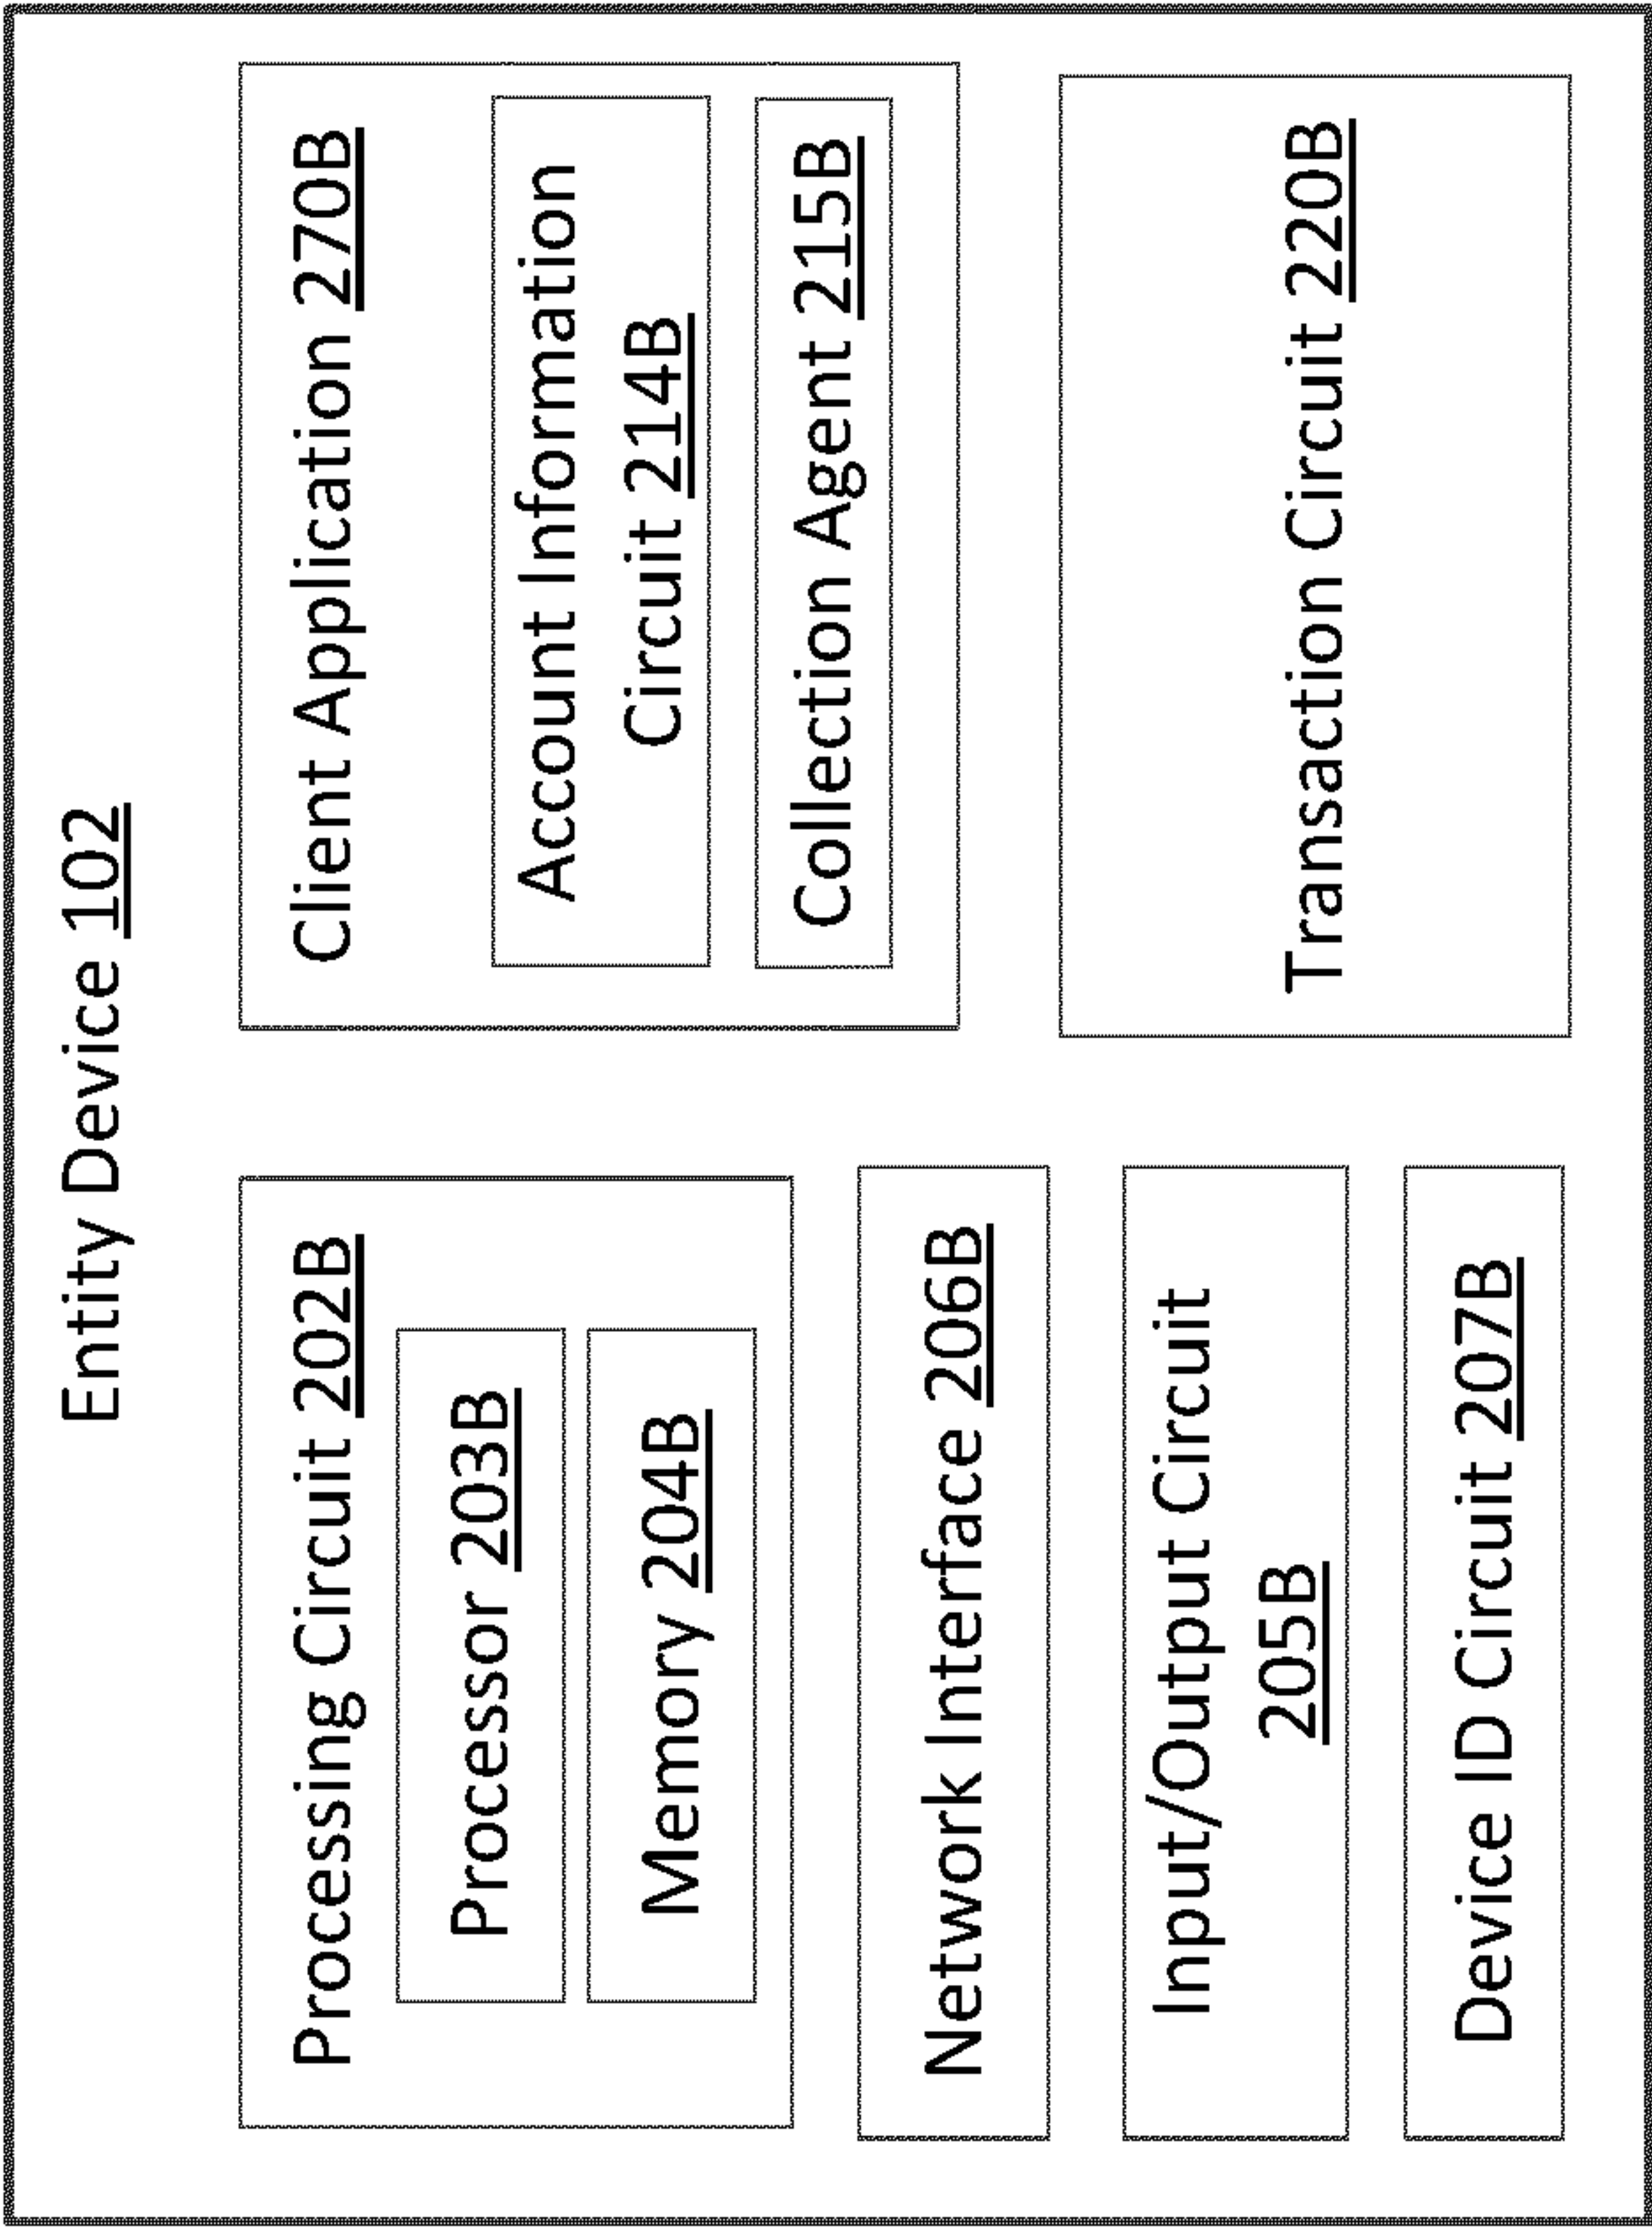 Entity Device 102
Processing Circuit 202B
Processor 203B
Memory 204B
Network Interface 206B
Input/Output Circuit
205B
Device ID Circuit 207B
Client Application 270B
Account Information
Circuit 214B
Collection Agent 215B
Transaction Circuit 220B